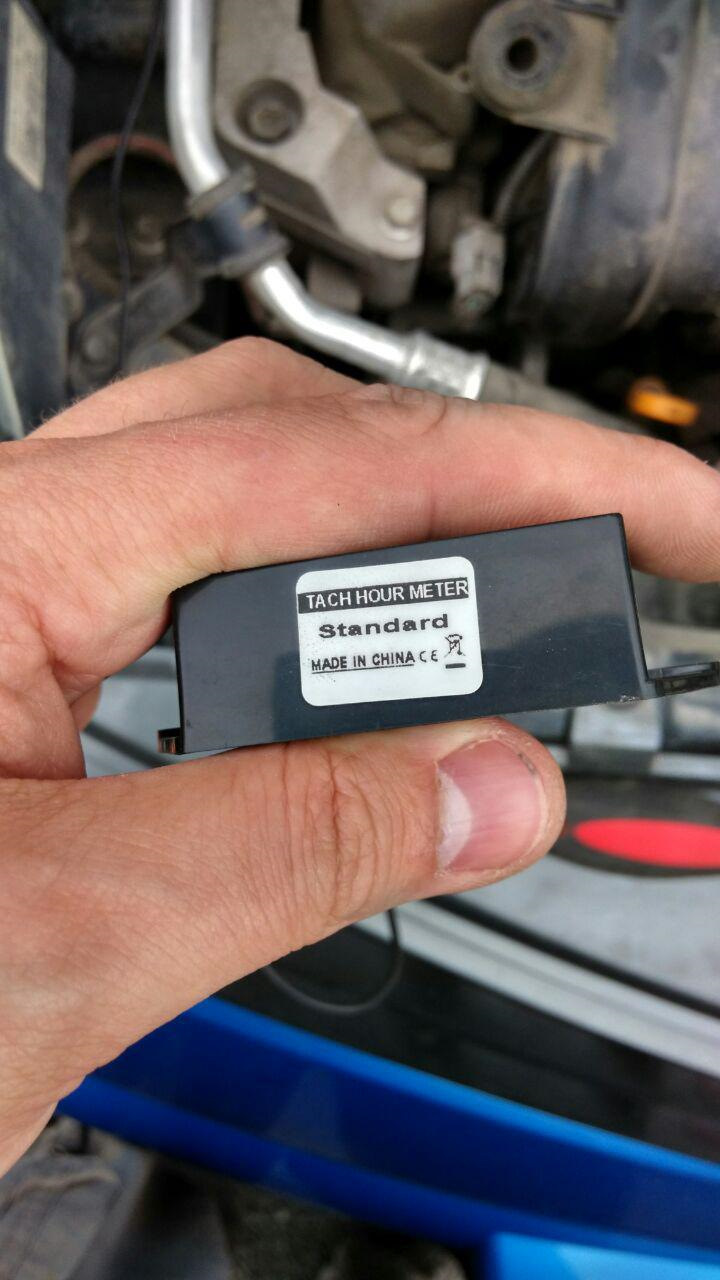 TACH HOUR METER
Standard
MADE IN CHINA CE